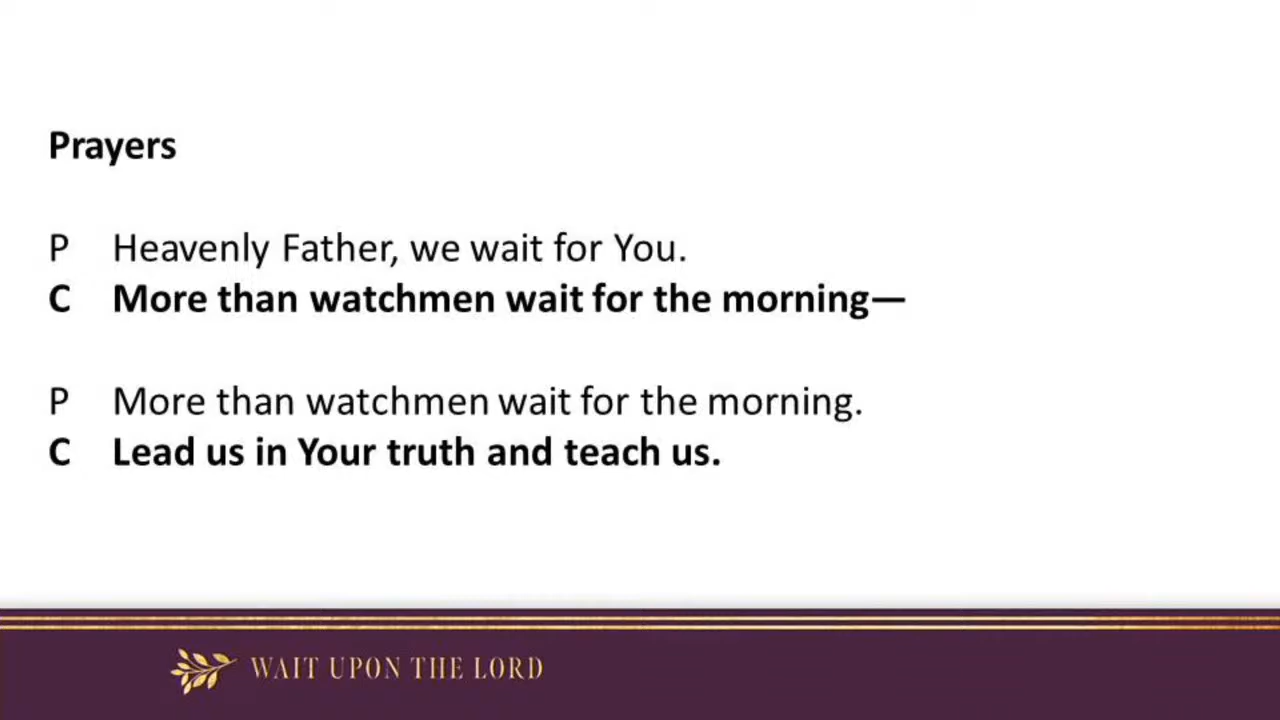 Prayers
P Heavenly Father, we wait for You.
C More than watchmen wait for the morning—
P More than watchmen wait for the morning.
C Lead us in Your truth and teach us.
WAIT UPON THE LORD